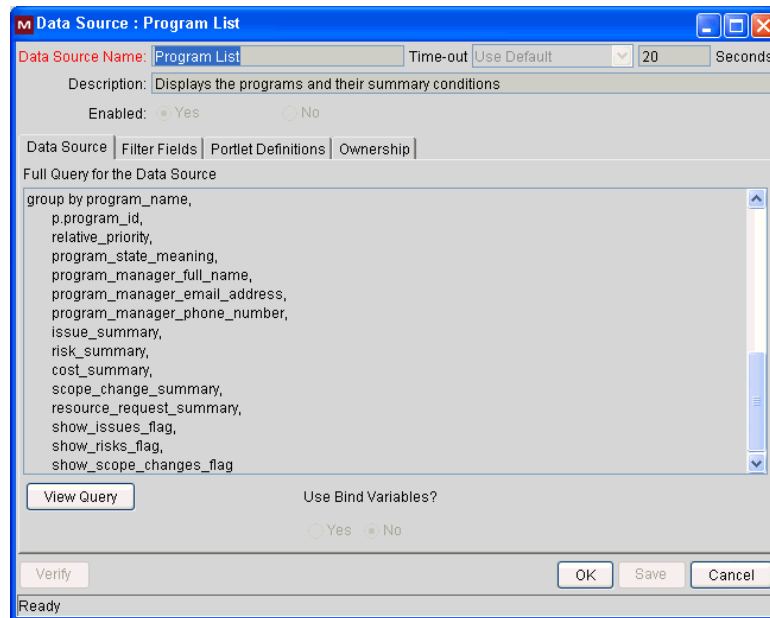 Data Source : Program List
Data Source Name: Program List Time-out Use Default 20 Seconds
Description: Displays the programs and their summary conditions
Enabled: Yes No
Data Source Filter Fields Portlet Definitions Ownership
Full Query for the Data Source
group by program_name,
p.program_id,
relative_priority,
program_state_meaning,
program_manager_full_name,
program_manager_email_address,
program_manager_phone_number,
issue_summary,
risk_summary,
cost_summary,
scope_change_summary,
resource_request_summary,
show_issues_flag,
show_risks_flag,
show_scope_changes_flag
View Query Use Bind Variables?
Yes No
Verify OK Save Cancel
Ready